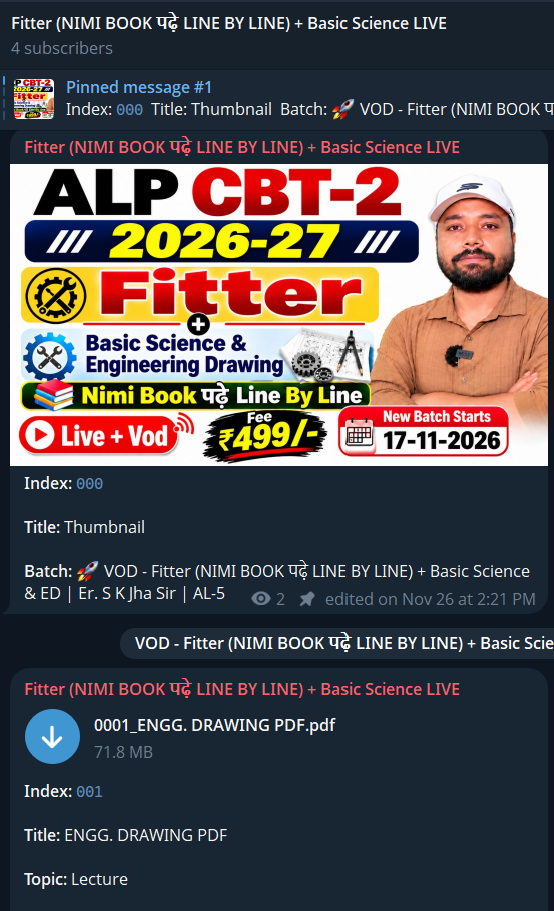 Fitter (NIMI BOOK पढ़े LINE BY LINE) + Basic Science LIVE
4 subscribers
Pinned message #1
Index: 000 Title: Thumbnail Batch: 🚀 VOD - Fitter (NIMI BOOK प
Fitter (NIMI BOOK पढ़े LINE BY LINE) + Basic Science LIVE
ALP CBT-2
2026-27
Fitter
+
Basic Science &
Engineering Drawing
Nimi Book पढ़े Line By Line
Live + Vod
Fee
₹499/-
New Batch Starts
17-11-2026
Index: 000
Title: Thumbnail
Batch: 🚀 VOD - Fitter (NIMI BOOK पढ़े LINE BY LINE) + Basic Science
& ED | Er. S K Jha Sir | AL-5
2 edited on Nov 26 at 2:21 PM
VOD - Fitter (NIMI BOOK पढ़े LINE BY LINE) + Basic Scie
Fitter (NIMI BOOK पढ़े LINE BY LINE) + Basic Science LIVE
0001_ENGG. DRAWING PDF.pdf
71.8 MB
Index: 001
Title: ENGG. DRAWING PDF
Topic: Lecture